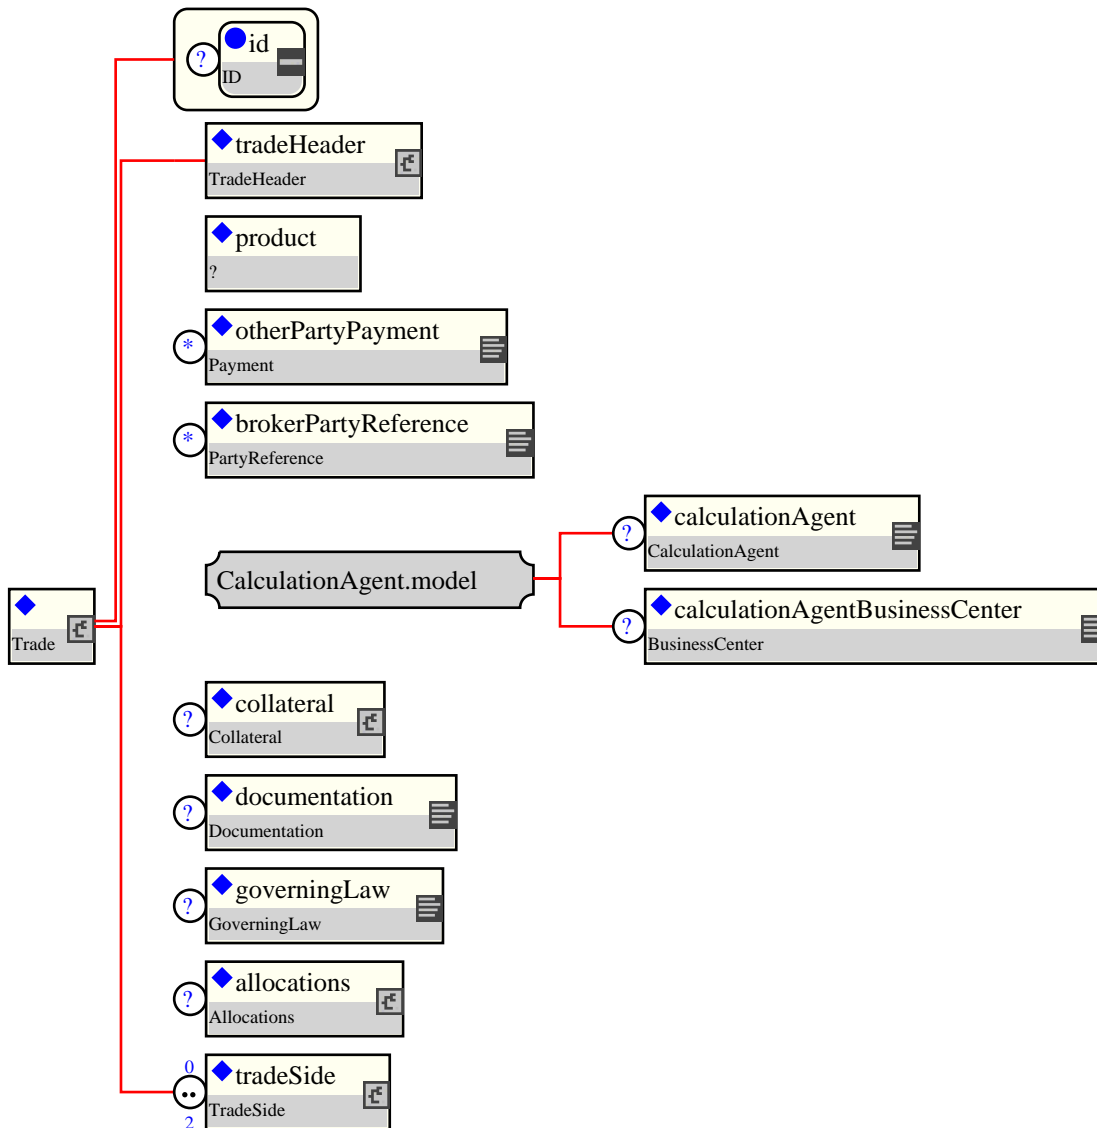 ?
id
ID
tradeHeader
TradeHeader
product
?
*
otherPartyPayment
Payment
*
brokerPartyReference
PartyReference
CalculationAgent.model
?
calculationAgent
CalculationAgent
?
calculationAgentBusinessCenter
BusinessCenter
Trade
?
collateral
Collateral
?
documentation
Documentation
?
governingLaw
GoverningLaw
?
allocations
Allocations
0
..
2
tradeSide
TradeSide